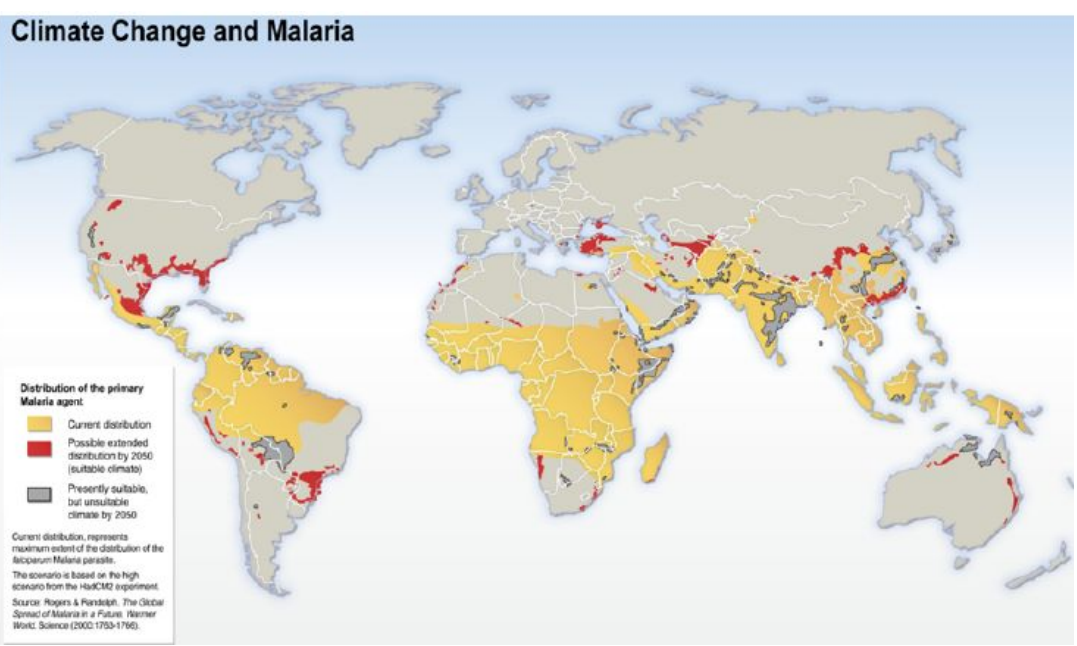 Climate Change and Malaria
Distribution of the primary
Malaria agent
Current distribution
Possible extended
distribution by 2050
(suitable climate)
Presently suitable,
but unsuitable
climate by 2050
Current distribution, represents
maximum extent of the distribution of the
falciparum Malaria parasite.
The scenario is based on the high
scenario from the HadCM2 experiment.
Source: Rogers & Randolph, The Global
Spread of Malaria in a Future, Warmer
World. Science (2000:1763-1766).